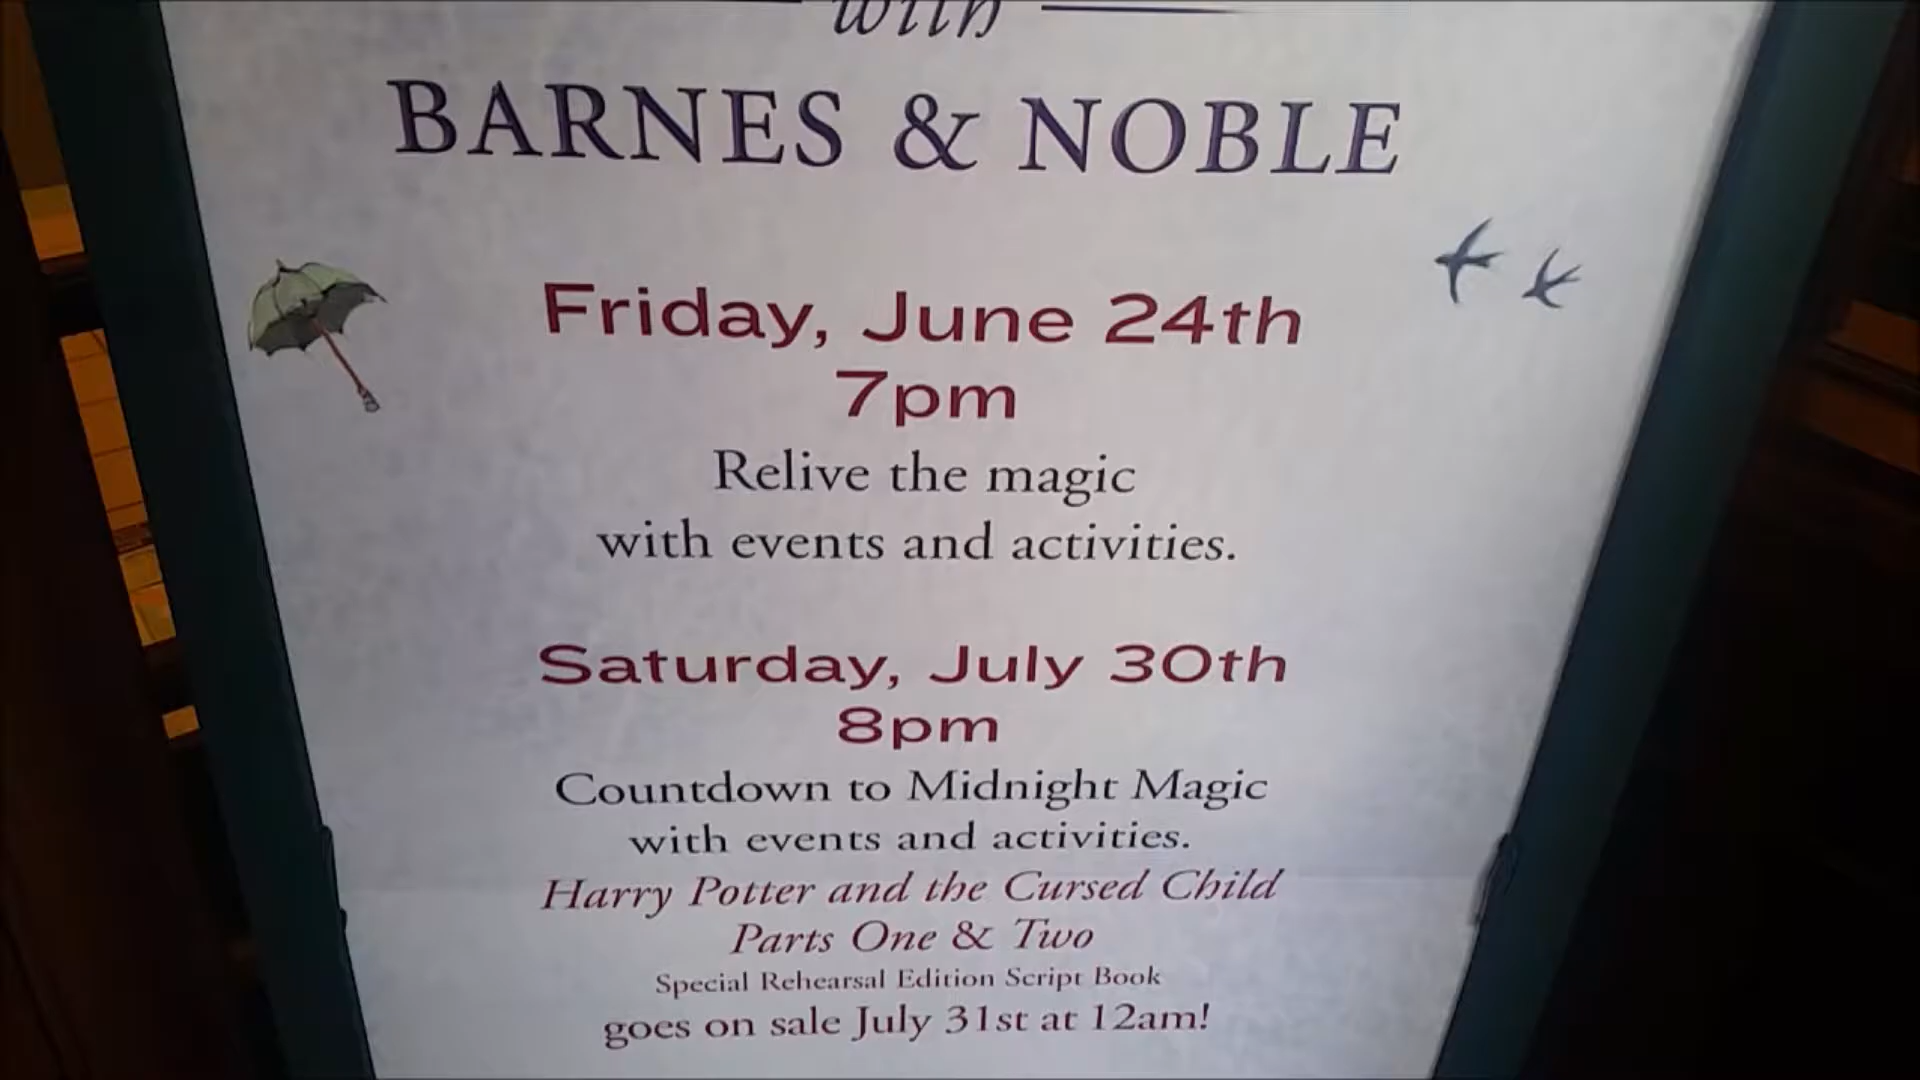 with
BARNES & NOBLE
Friday, June 24th
7pm
Relive the magic
with events and activities.
Saturday, July 30th
8pm
Countdown to Midnight Magic
with events and activities.
Harry Potter and the Cursed Child
Parts One & Two
Special Rehearsal Edition Script Book
goes on sale July 31st at 12am!